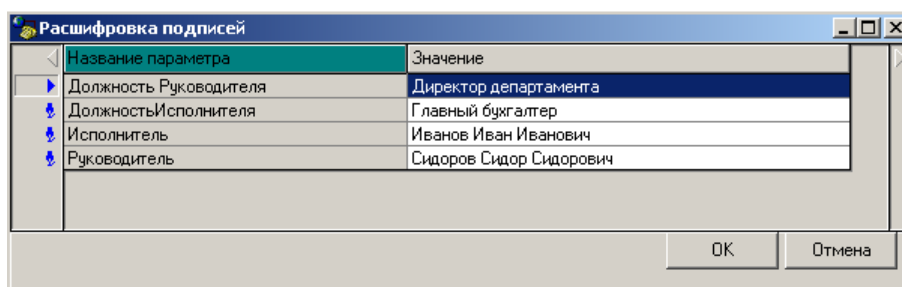 Расшифровка подписей
Название параметра Значение
Должность Руководителя Директор департамента
ДолжностьИсполнителя Главный бухгалтер
Исполнитель Иванов Иван Иванович
Руководитель Сидоров Сидор Сидорович
OK Отмена